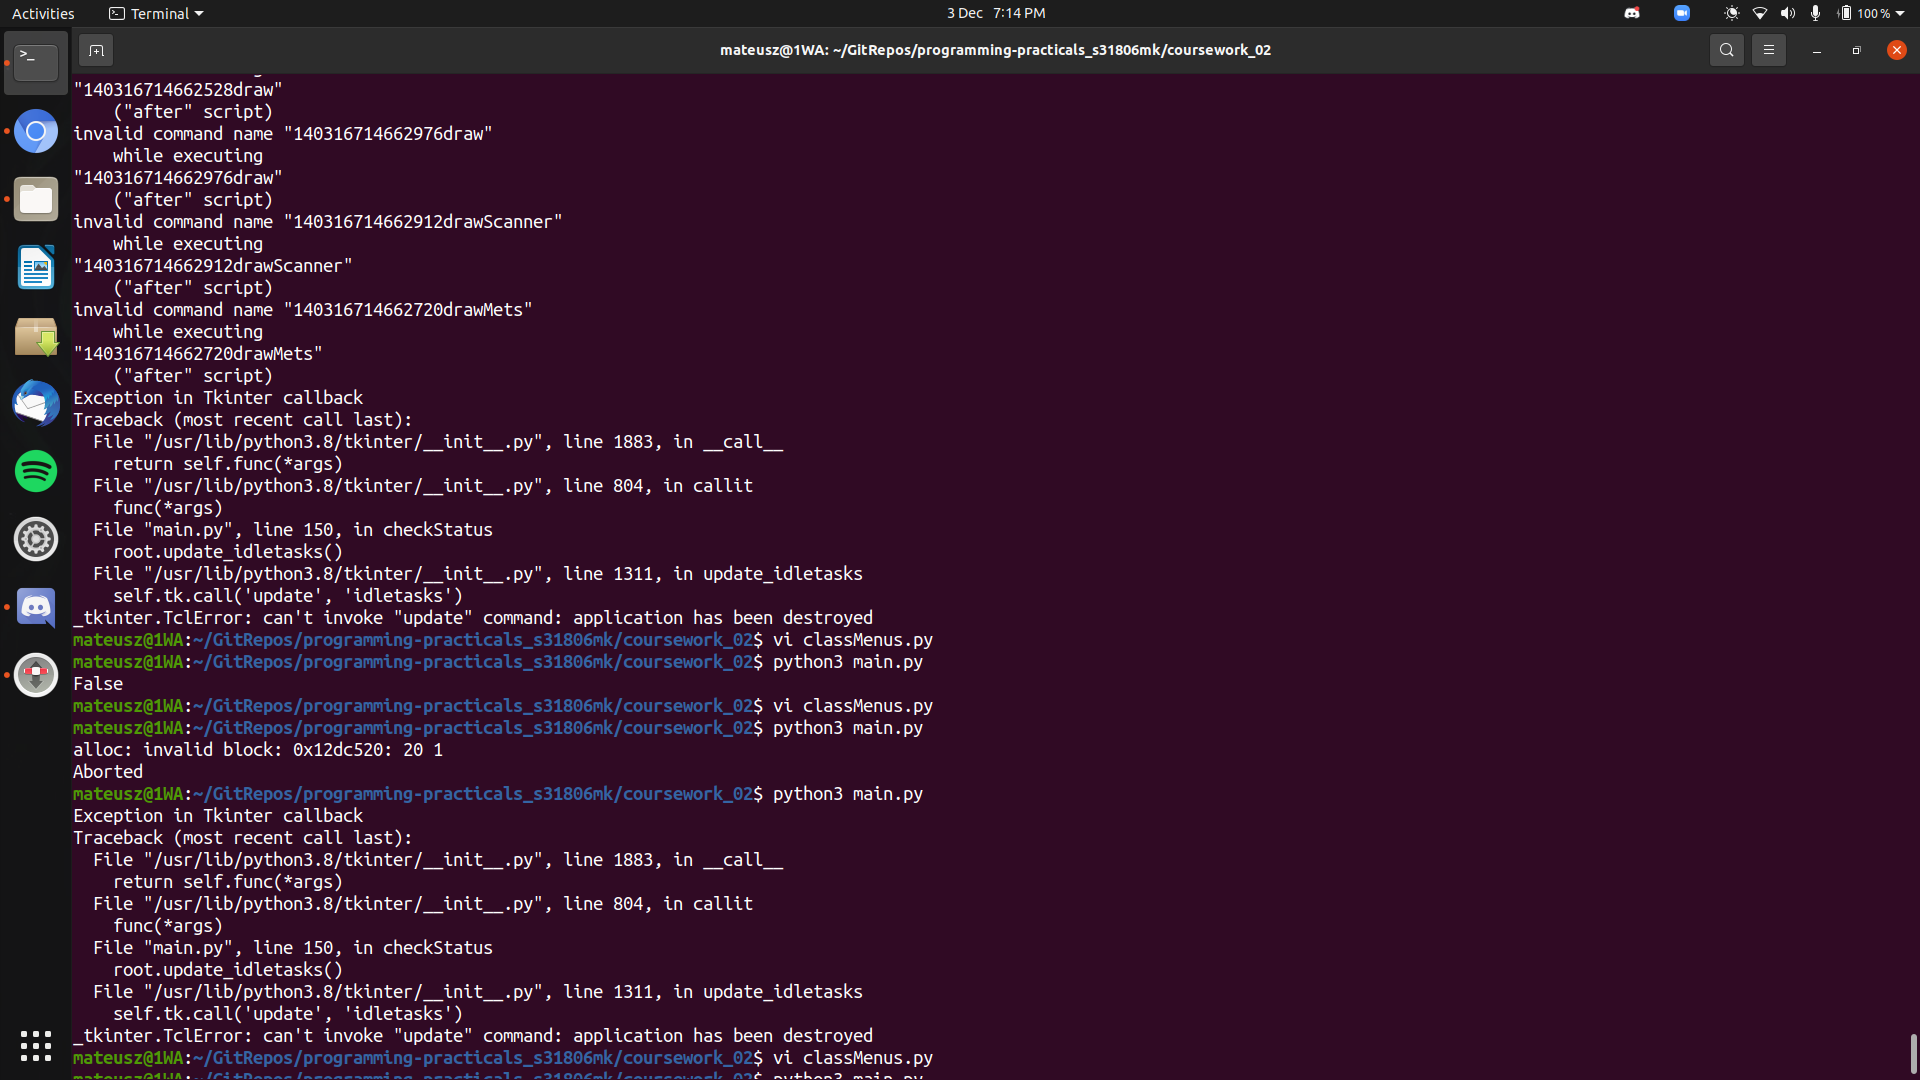 Activities
Terminal
3 Dec 7:14 PM
100 %
mateusz@1WA: ~/GitRepos/programming-practicals_s31806mk/coursework_02
"140316714662528draw"
("after" script)
invalid command name "140316714662976draw"
while executing
"140316714662976draw"
("after" script)
invalid command name "140316714662912drawScanner"
while executing
"140316714662912drawScanner"
("after" script)
invalid command name "140316714662720drawMets"
while executing
"140316714662720drawMets"
("after" script)
Exception in Tkinter callback
Traceback (most recent call last):
File "/usr/lib/python3.8/tkinter/__init__.py", line 1883, in __call__
return self.func(*args)
File "/usr/lib/python3.8/tkinter/__init__.py", line 804, in callit
func(*args)
File "main.py", line 150, in checkStatus
root.update_idletasks()
File "/usr/lib/python3.8/tkinter/__init__.py", line 1311, in update_idletasks
self.tk.call('update', 'idletasks')
_tkinter.TclError: can't invoke "update" command: application has been destroyed
mateusz@1WA:~/GitRepos/programming-practicals_s31806mk/coursework_02$ vi classMenus.py
mateusz@1WA:~/GitRepos/programming-practicals_s31806mk/coursework_02$ python3 main.py
False
mateusz@1WA:~/GitRepos/programming-practicals_s31806mk/coursework_02$ vi classMenus.py
mateusz@1WA:~/GitRepos/programming-practicals_s31806mk/coursework_02$ python3 main.py
alloc: invalid block: 0x12dc520: 20 1
Aborted
mateusz@1WA:~/GitRepos/programming-practicals_s31806mk/coursework_02$ python3 main.py
Exception in Tkinter callback
Traceback (most recent call last):
File "/usr/lib/python3.8/tkinter/__init__.py", line 1883, in __call__
return self.func(*args)
File "/usr/lib/python3.8/tkinter/__init__.py", line 804, in callit
func(*args)
File "main.py", line 150, in checkStatus
root.update_idletasks()
File "/usr/lib/python3.8/tkinter/__init__.py", line 1311, in update_idletasks
self.tk.call('update', 'idletasks')
_tkinter.TclError: can't invoke "update" command: application has been destroyed
mateusz@1WA:~/GitRepos/programming-practicals_s31806mk/coursework_02$ vi classMenus.py
mateusz@1WA:~/GitRepos/programming-practicals_s31806mk/coursework_02$ python3 main.py